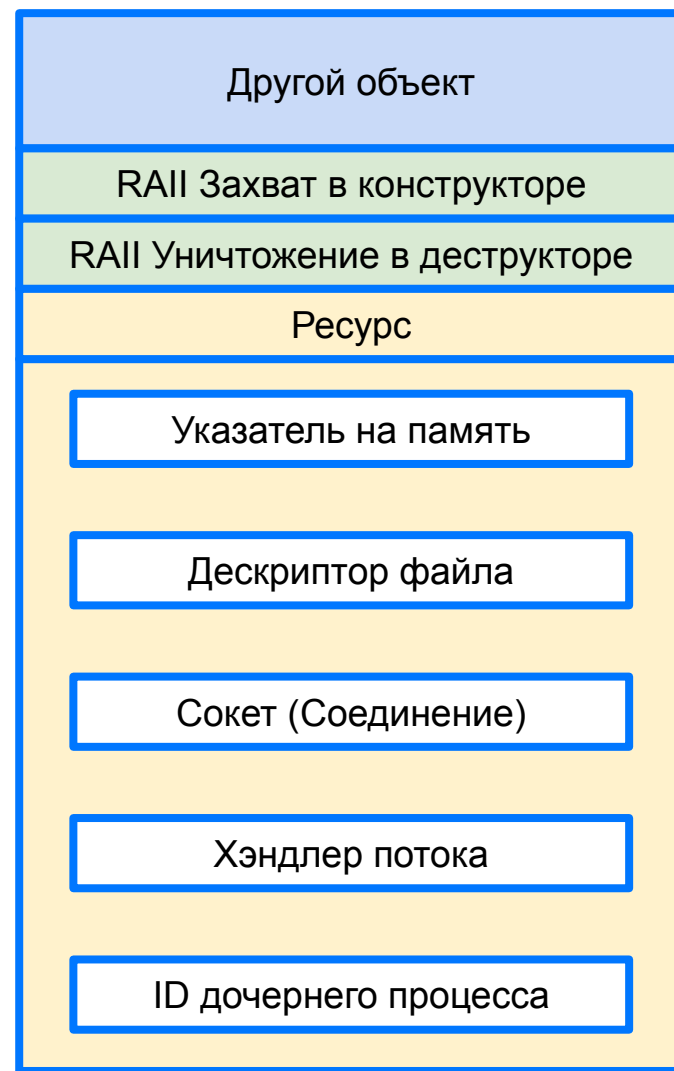 Другой объект
RAII Захват в конструкторе
RAII Уничтожение в деструкторе
Ресурс
Указатель на память
Дескриптор файла
Сокет (Соединение)
Хэндлер потока
ID дочернего процесса